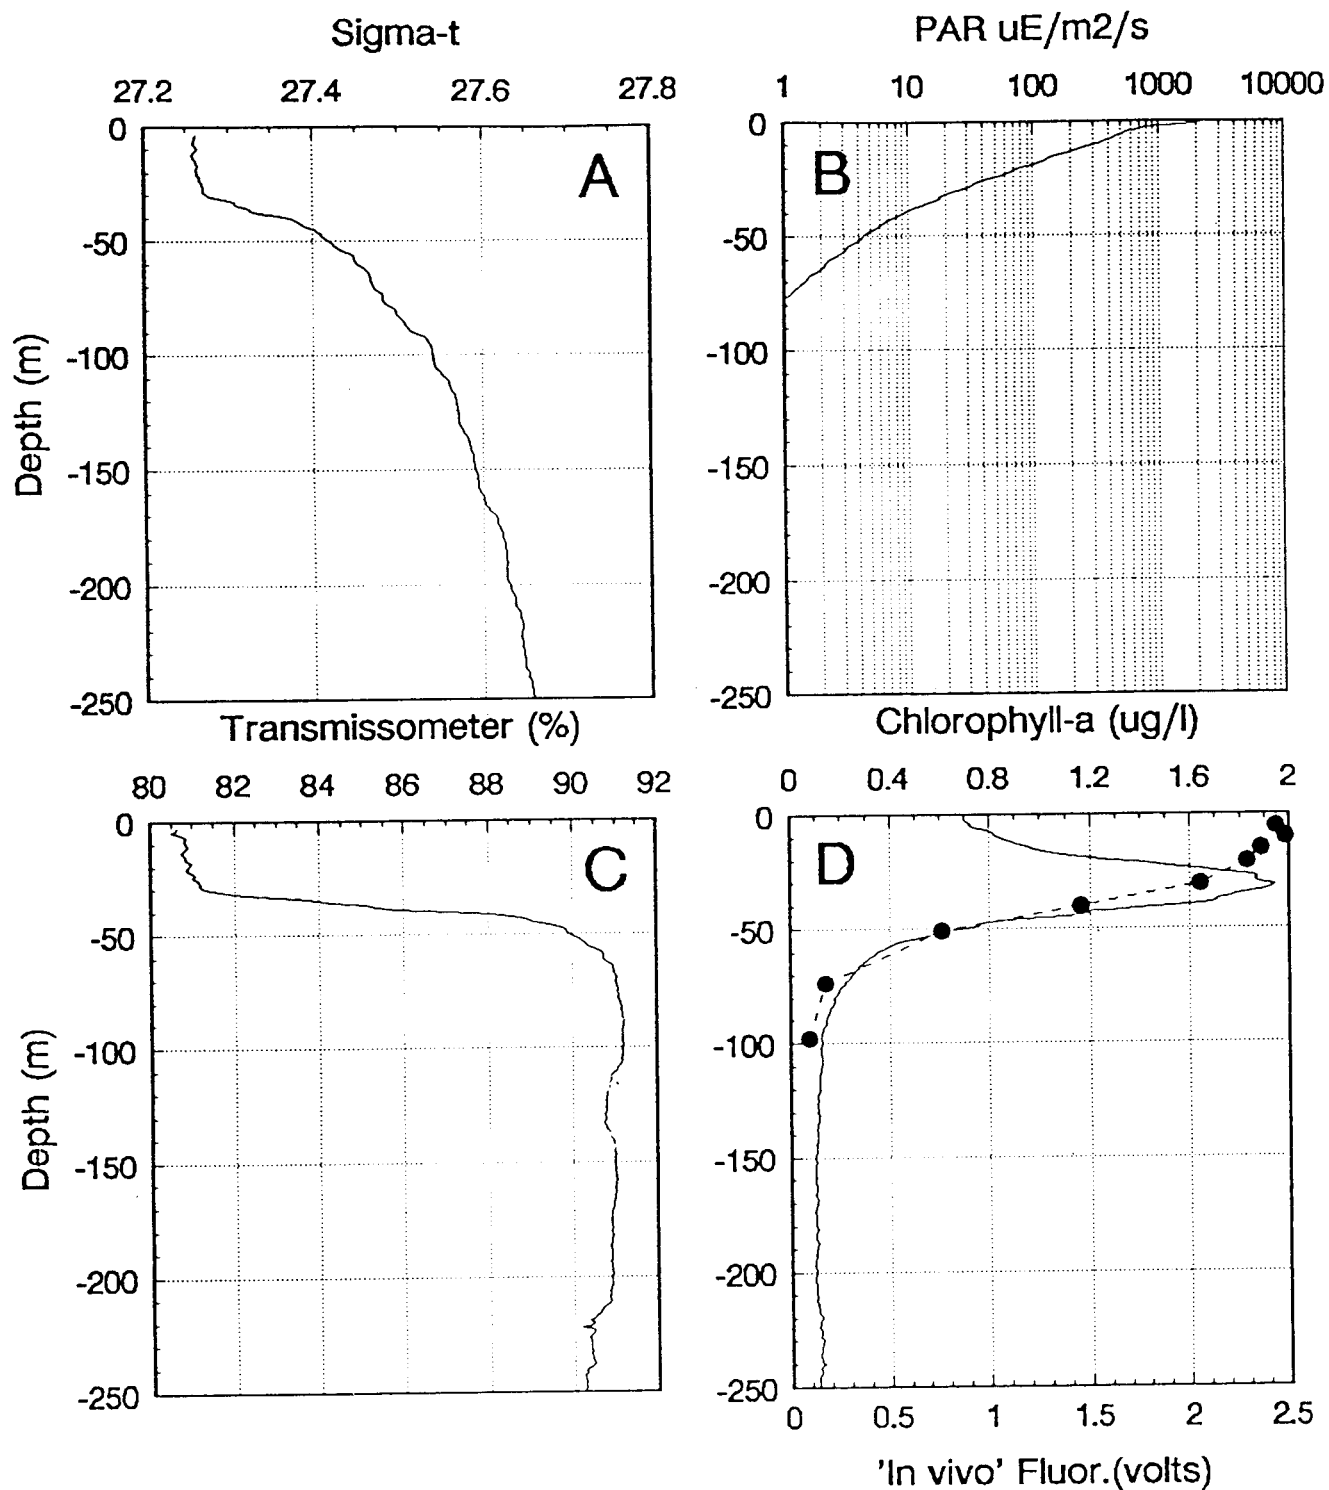 Sigma-t
27.2 27.4 27.6 27.8
0
-50
-100
-150
-200
-250
Depth (m)
A
PAR uE/m2/s
1 10 100 1000 10000
0
-50
-100
-150
-200
-250
B
Transmissometer (%)
80 82 84 86 88 90 92
0
-50
-100
-150
-200
-250
Depth (m)
C
Chlorophyll-a (ug/l)
0 0.4 0.8 1.2 1.6 2
0
-50
-100
-150
-200
-250
D
0 0.5 1 1.5 2 2.5
'In vivo' Fluor.(volts)